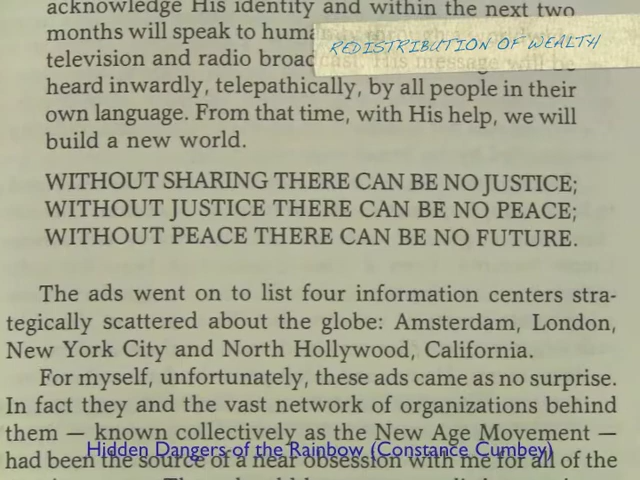 acknowledge His identity and within the next two
months will speak to humanity
REDISTRIBUTION OF WEALTH
television and radio broadcast. His message will be
heard inwardly, telepathically, by all people in their
own language. From that time, with His help, we will
build a new world.
WITHOUT SHARING THERE CAN BE NO JUSTICE;
WITHOUT JUSTICE THERE CAN BE NO PEACE;
WITHOUT PEACE THERE CAN BE NO FUTURE.
The ads went on to list four information centers stra-
tegically scattered about the globe: Amsterdam, London,
New York City and North Hollywood, California.
For myself, unfortunately, these ads came as no surprise.
In fact they and the vast network of organizations behind
them — known collectively as the New Age Movement —
Hidden Dangers of the Rainbow (Constance Cumbey)
had been the source of a near obsession with me for all of the